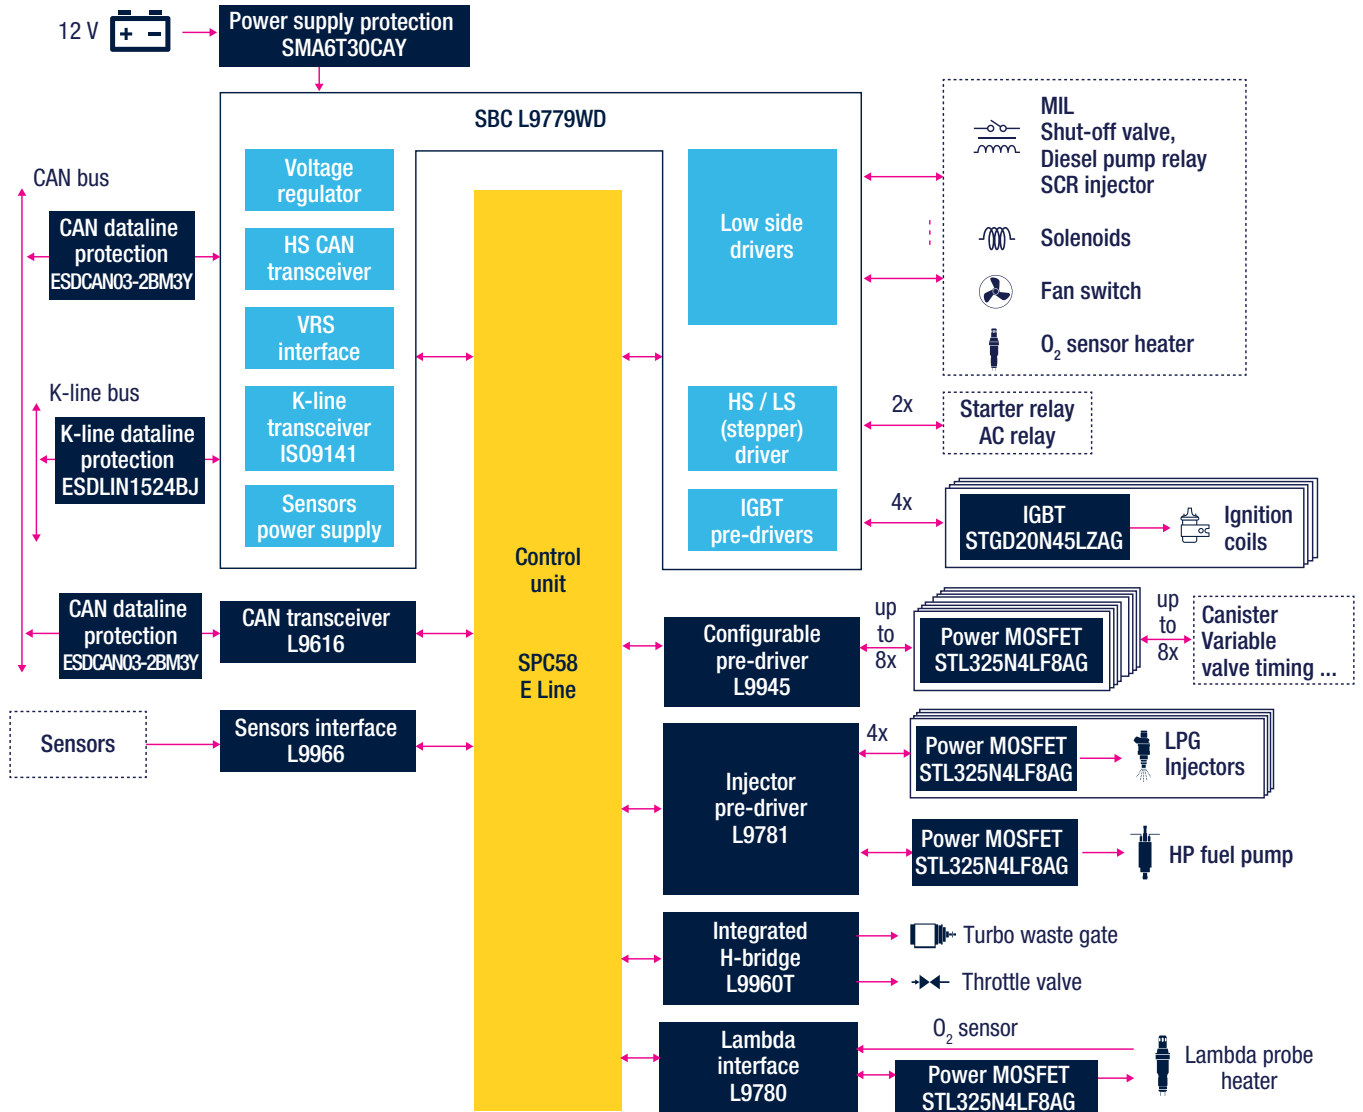 12 V
Power supply protection
SMA6T30CAY
SBC L9779WD
Voltage
regulator
HS CAN
transceiver
VRS
interface
K-line
transceiver
ISO9141
Sensors
power supply
CAN bus
CAN dataline
protection
ESDCAN03-2BM3Y
K-line bus
K-line dataline
protection
ESDLIN1524BJ
CAN dataline
protection
ESDCAN03-2BM3Y
CAN transceiver
L9616
Sensors
Sensors interface
L9966
Control
unit
SPC58
E Line
Low side
drivers
HS / LS
(stepper)
driver
IGBT
pre-drivers
MIL
Shut-off valve,
Diesel pump relay
SCR injector
Solenoids
Fan switch
O2 sensor heater
2x
Starter relay
AC relay
4x
IGBT
STGD20N45LZAG
Ignition
coils
Configurable
pre-driver
L9945
up
to
8x
Power MOSFET
STL325N4LF8AG
up
to
8x
Canister
Variable
valve timing ...
Injector
pre-driver
L9781
4x
Power MOSFET
STL325N4LF8AG
LPG
Injectors
Power MOSFET
STL325N4LF8AG
HP fuel pump
Integrated
H-bridge
L9960T
Turbo waste gate
Throttle valve
Lambda
interface
L9780
O2 sensor
Power MOSFET
STL325N4LF8AG
Lambda probe
heater